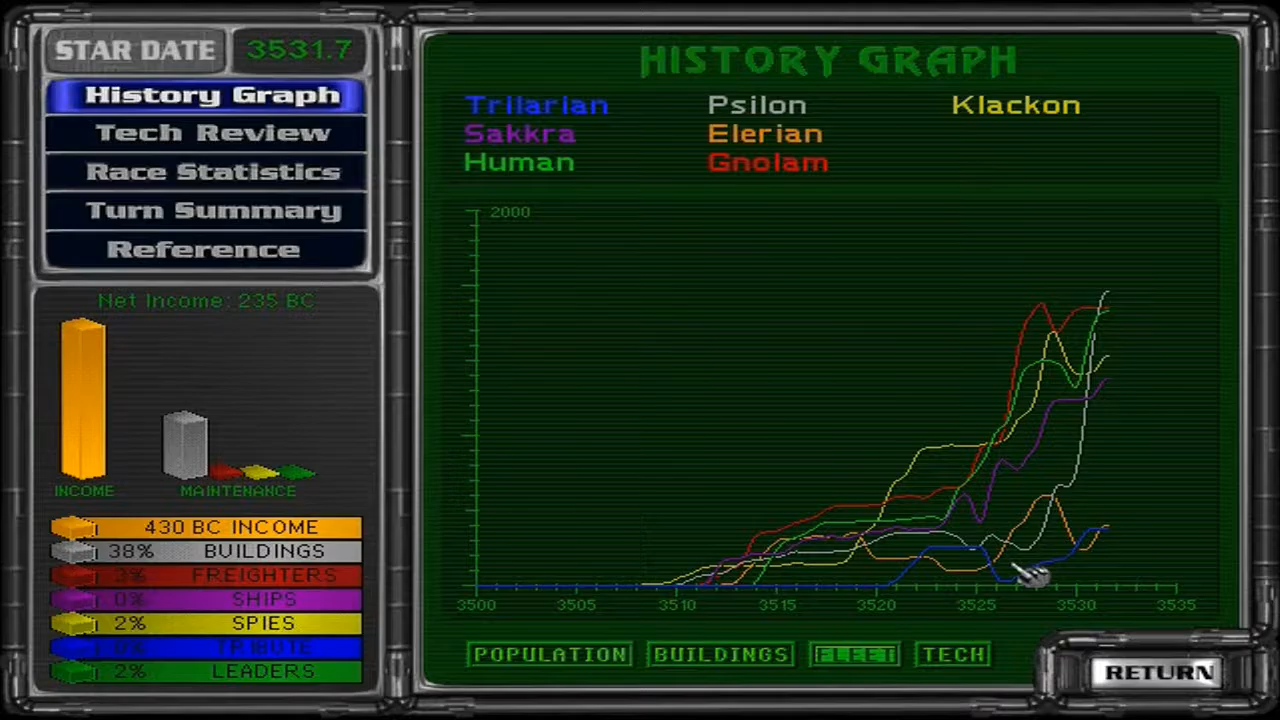 STAR DATE 3531.7
History Graph
Tech Review
Race Statistics
Turn Summary
Reference
Net Income: 235 BC
INCOME MAINTENANCE
430 BC INCOME
38% BUILDINGS
3% FREIGHTERS
0% SHIPS
2% SPIES
0% TRIBUTE
2% LEADERS
HISTORY GRAPH
Trilarian Psilon Klackon
Sakkra Elerian
Human Gnolam
2000
3500 3505 3510 3515 3520 3525 3530 3535
POPULATION BUILDINGS FLEET TECH
RETURN